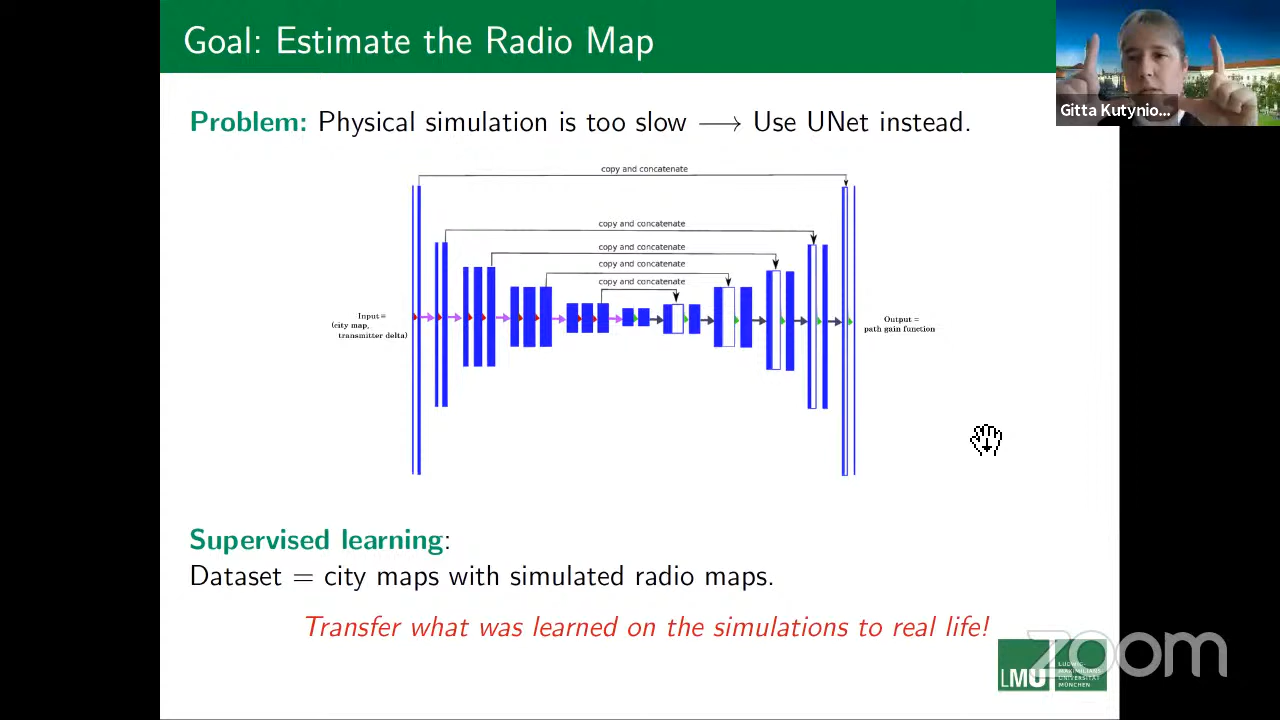 Goal: Estimate the Radio Map
Gitta Kutynio...
Problem: Physical simulation is too slow ⟶ Use UNet instead.
copy and concatenate
copy and concatenate
copy and concatenate
copy and concatenate
copy and concatenate
Input =
(city map,
transmitter delta)
Output =
path gain function
Supervised learning:
Dataset = city maps with simulated radio maps.
Transfer what was learned on the simulations to real life!
LMU
LUDWIG-
MAXIMILIANS-
UNIVERSITÄT
MÜNCHEN
zoom